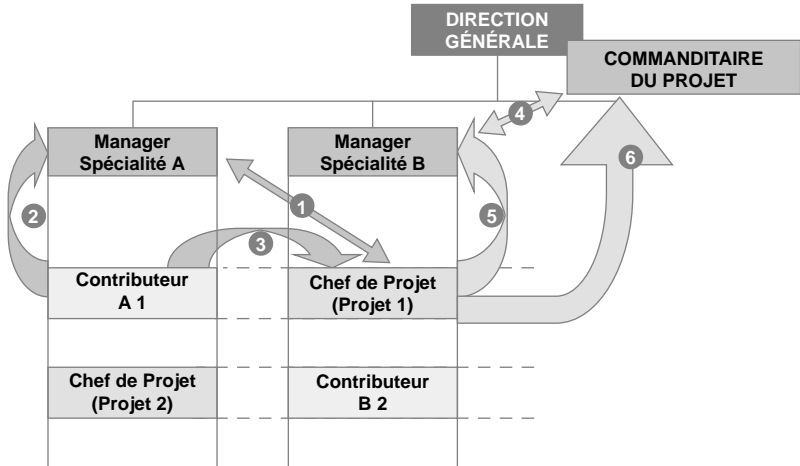 DIRECTION
GÉNÉRALE
COMMANDITAIRE
DU PROJET
4
Manager
Spécialité A
Manager
Spécialité B
6
1
2
5
3
Contributeur
A 1
Chef de Projet
(Projet 1)
Chef de Projet
(Projet 2)
Contributeur
B 2